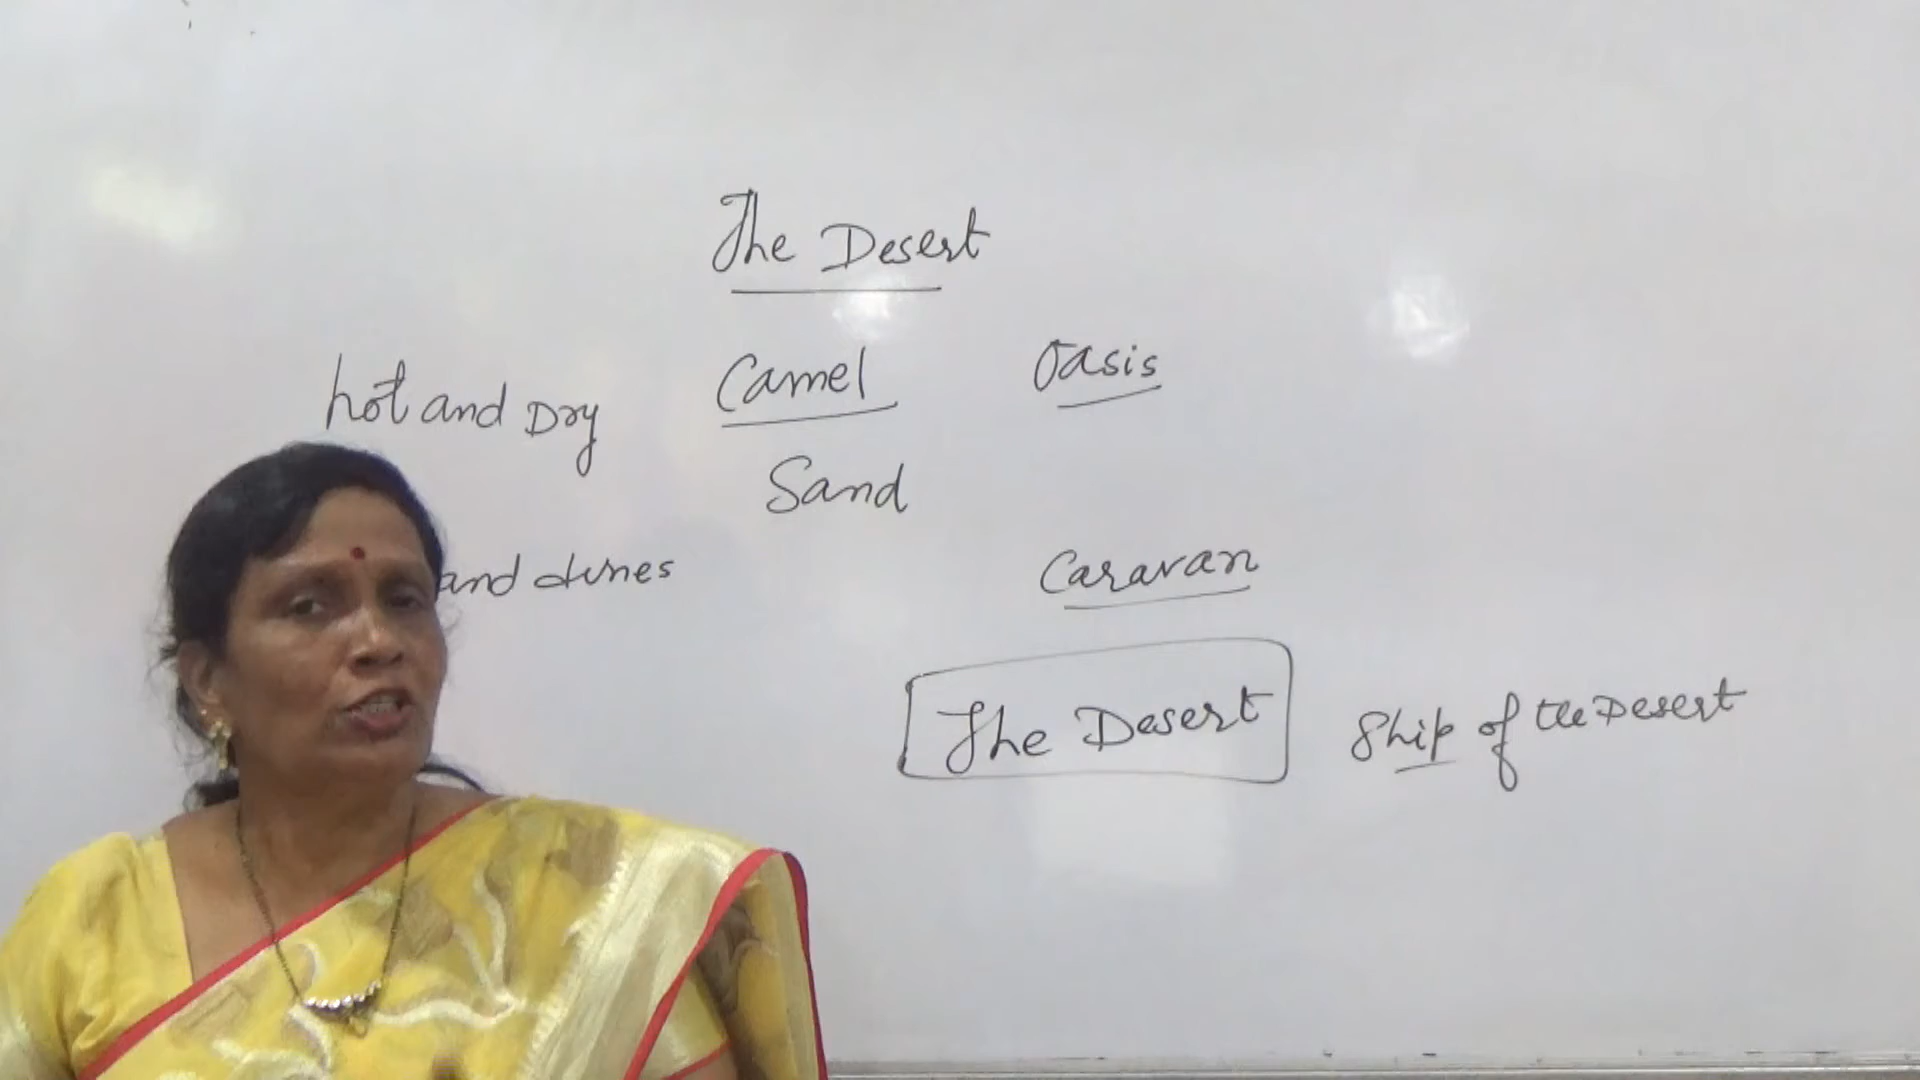 The Desert
hot and Dry Camel Oasis
Sand
and dunes Caravan
The Desert Ship of the Desert